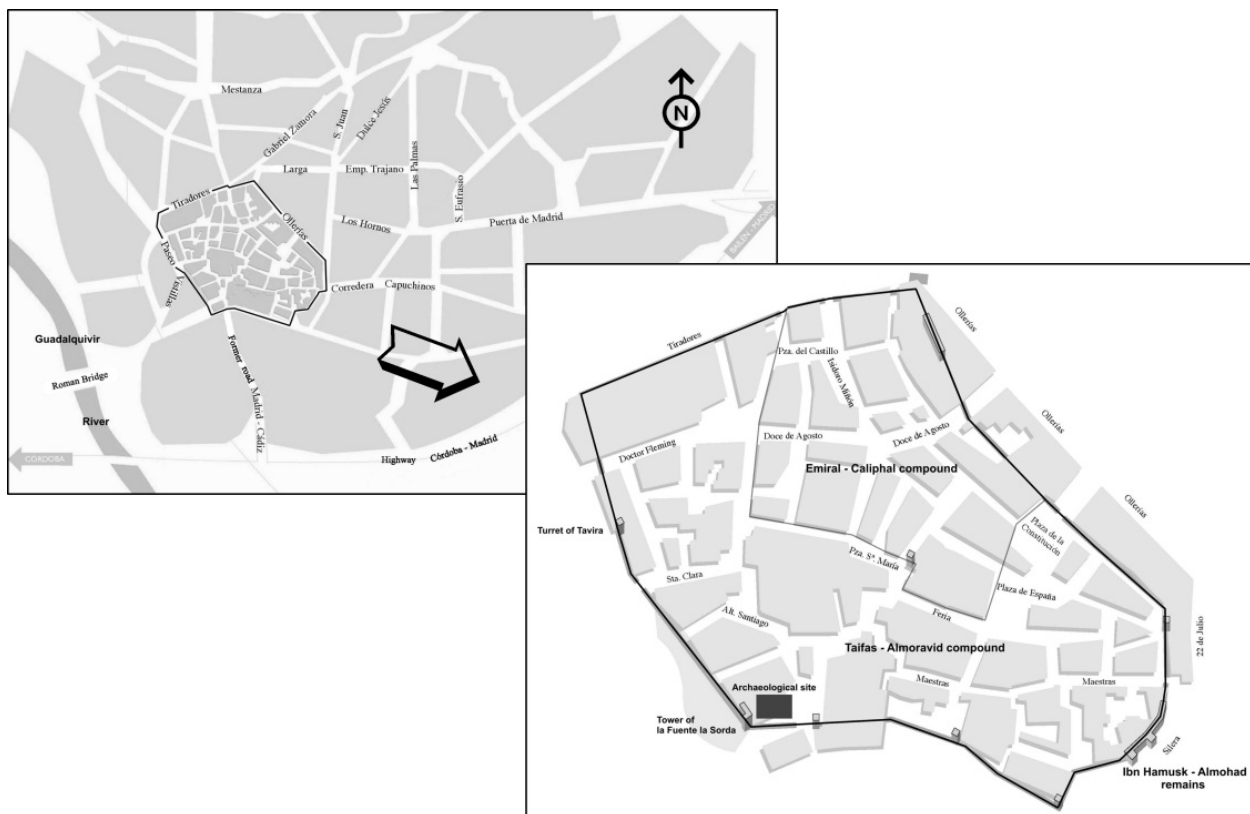 Mestanza
Gabriel Zamora
S. Juan
Dulce Jesús
N
Larga
Emp. Trajano
Las Palmas
S. Eufrasio
Tiradores
Ollerías
Los Hornos
Puerta de Madrid
BAILÉN - MADRID
Paseo Vistillas
Corredera Capuchinos
Guadalquivir
Roman Bridge
River
Former road Madrid - Cádiz
CÓRDOBA
Highway Córdoba - Madrid
Tiradores
Ollerías
Pza. del Castillo
Isidoro Miñón
Ollerías
Doctor Fleming
Doce de Agosto
Doce de Agosto
Emiral - Caliphal compound
Ollerías
Turret of Tavira
Plaza de la
Constitución
Pza. Sª. María
Sta. Clara
Plaza de España
Alt. Santiago
Feria
22 de Julio
Taifas - Almoravid compound
Maestras
Maestras
Archaeological site
Tower of
la Fuente la Sorda
Silera
Ibn Hamusk - Almohad
remains